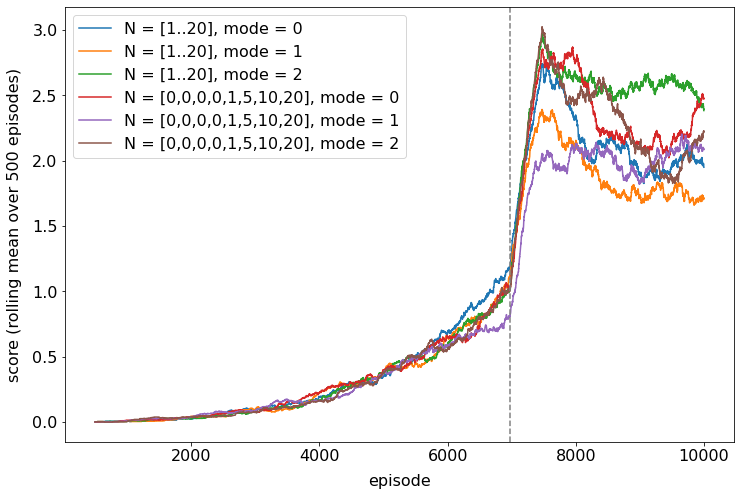 N = [1..20], mode = 0
N = [1..20], mode = 1
N = [1..20], mode = 2
N = [0,0,0,0,1,5,10,20], mode = 0
N = [0,0,0,0,1,5,10,20], mode = 1
N = [0,0,0,0,1,5,10,20], mode = 2
score (rolling mean over 500 episodes)
3.0
2.5
2.0
1.5
1.0
0.5
0.0
2000 4000 6000 8000 10000
episode